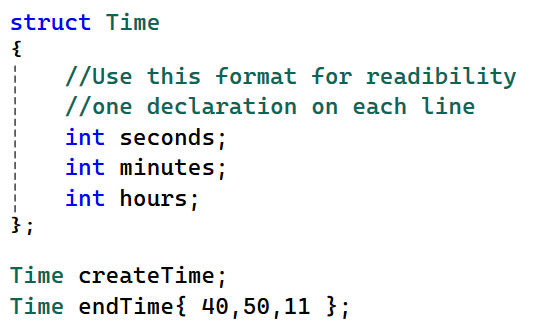 struct Time
{
    //Use this format for readibility
    //one declaration on each line
    int seconds;
    int minutes;
    int hours;
};

Time createTime;
Time endTime{ 40,50,11 };